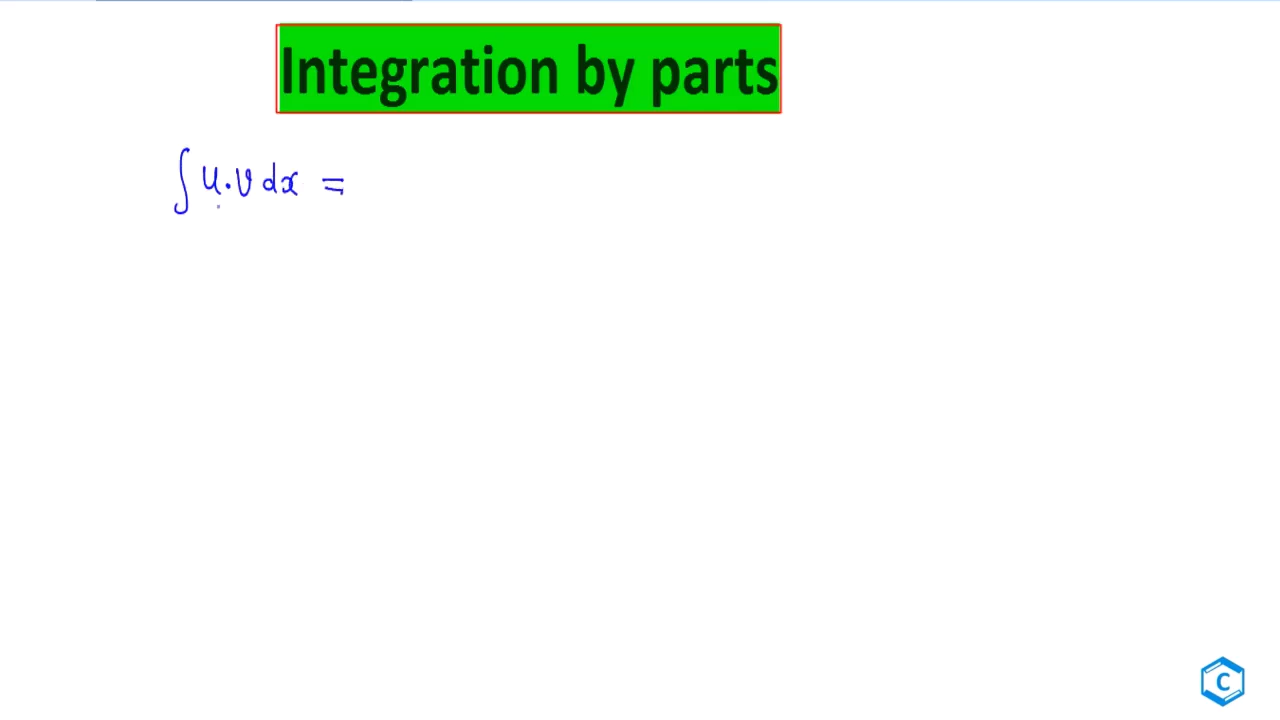 Integration by parts
∫ u.v dx =
C